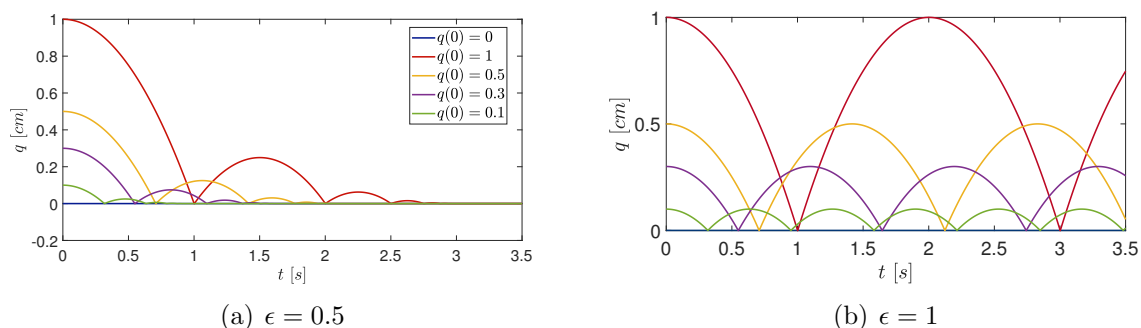 1
0.8
0.6
0.4
0.2
0
-0.2
q [cm]
0 0.5 1 1.5 2 2.5 3 3.5
t [s]
q(0) = 0
q(0) = 1
q(0) = 0.5
q(0) = 0.3
q(0) = 0.1
(a) ϵ = 0.5
1
0.5
0
q [cm]
0 0.5 1 1.5 2 2.5 3 3.5
t [s]
(b) ϵ = 1